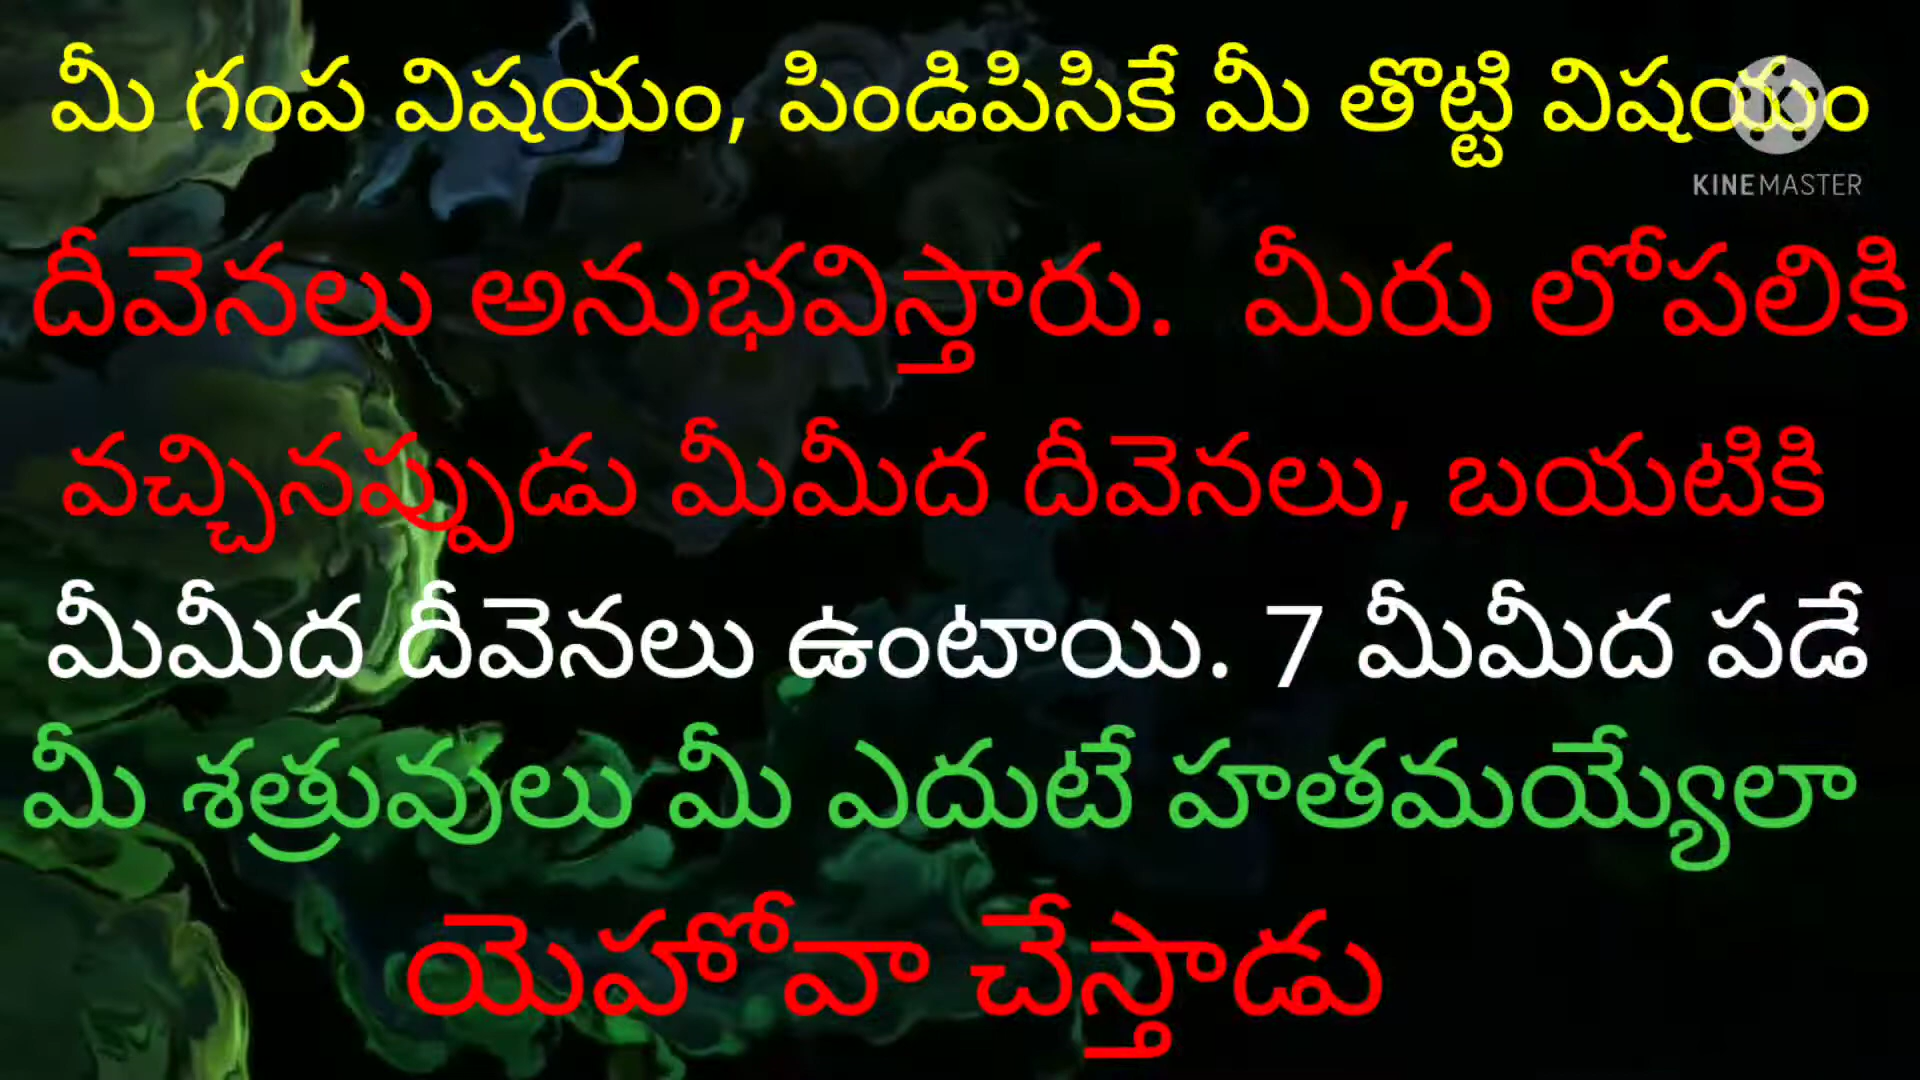 మీ గంప విషయం, పిండిపిసికే మీ తొట్టి విషయం
KINEMASTER
దీవెనలు అనుభవిస్తారు. మీరు లోపలికి
వచ్చినప్పుడు మీమీద దీవెనలు, బయటికి
మీమీద దీవెనలు ఉంటాయి. 7 మీమీద పడే
మీ శత్రువులు మీ ఎదుటే హతమయ్యేలా
యెహోవా చేస్తాడు